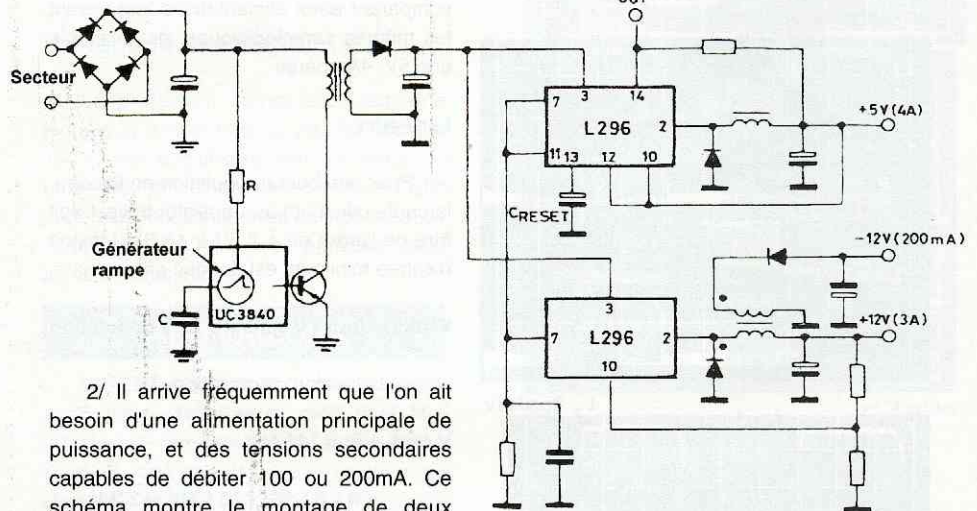 Secteur
R
Générateur
rampe
C
UC3840
7
3
14
L296
2
11
13
12
10
CRESET
+5V(4A)
-12V(200mA)
3
7
L296
2
10
+12V(3A)
2/ Il arrive fréquemment que l'on ait
besoin d'une alimentation principale de
puissance, et des tensions secondaires
capables de débiter 100 ou 200mA. Ce
schéma montre le montage de deux